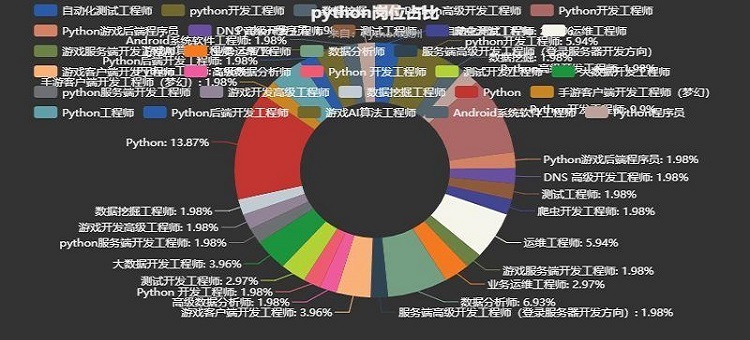 python岗位占比
自动化测试工程师
python开发工程师
数据挖掘
Python开发工程师
Python游戏后端程序员
DNS 高级开发工程师
测试工程师
爬虫开发工程师
运维工程师
游戏服务端开发工程师
业务运维工程师
数据分析师
服务端高级开发工程师（登录服务器开发方向）
游戏客户端开发工程师
高级数据分析师
Python 开发工程师
测试开发工程师
大数据开发工程师
python服务端开发工程师
游戏开发高级工程师
数据挖掘工程师
Python
手游客户端开发工程师（梦幻）
Python工程师
Python后端开发工程师
游戏AI算法工程师
Android系统软件工程师
Python程序员
Android系统软件工程师: 1.98%
python开发工程师: 5.94%
数据挖掘: 1.98%
手游客户端开发工程师（梦幻）: 1.98%
Python开发工程师: 9.9%
Python: 13.87%
Python游戏后端程序员: 1.98%
DNS 高级开发工程师: 1.98%
测试工程师: 1.98%
数据挖掘工程师: 1.98%
爬虫开发工程师: 1.98%
游戏开发高级工程师: 1.98%
python服务端开发工程师: 1.98%
运维工程师: 5.94%
大数据开发工程师: 3.96%
游戏服务端开发工程师: 1.98%
测试开发工程师: 2.97%
业务运维工程师: 2.97%
Python 开发工程师: 1.98%
高级数据分析师: 1.98%
数据分析师: 6.93%
游戏客户端开发工程师: 3.96%
服务端高级开发工程师（登录服务器开发方向）: 1.98%